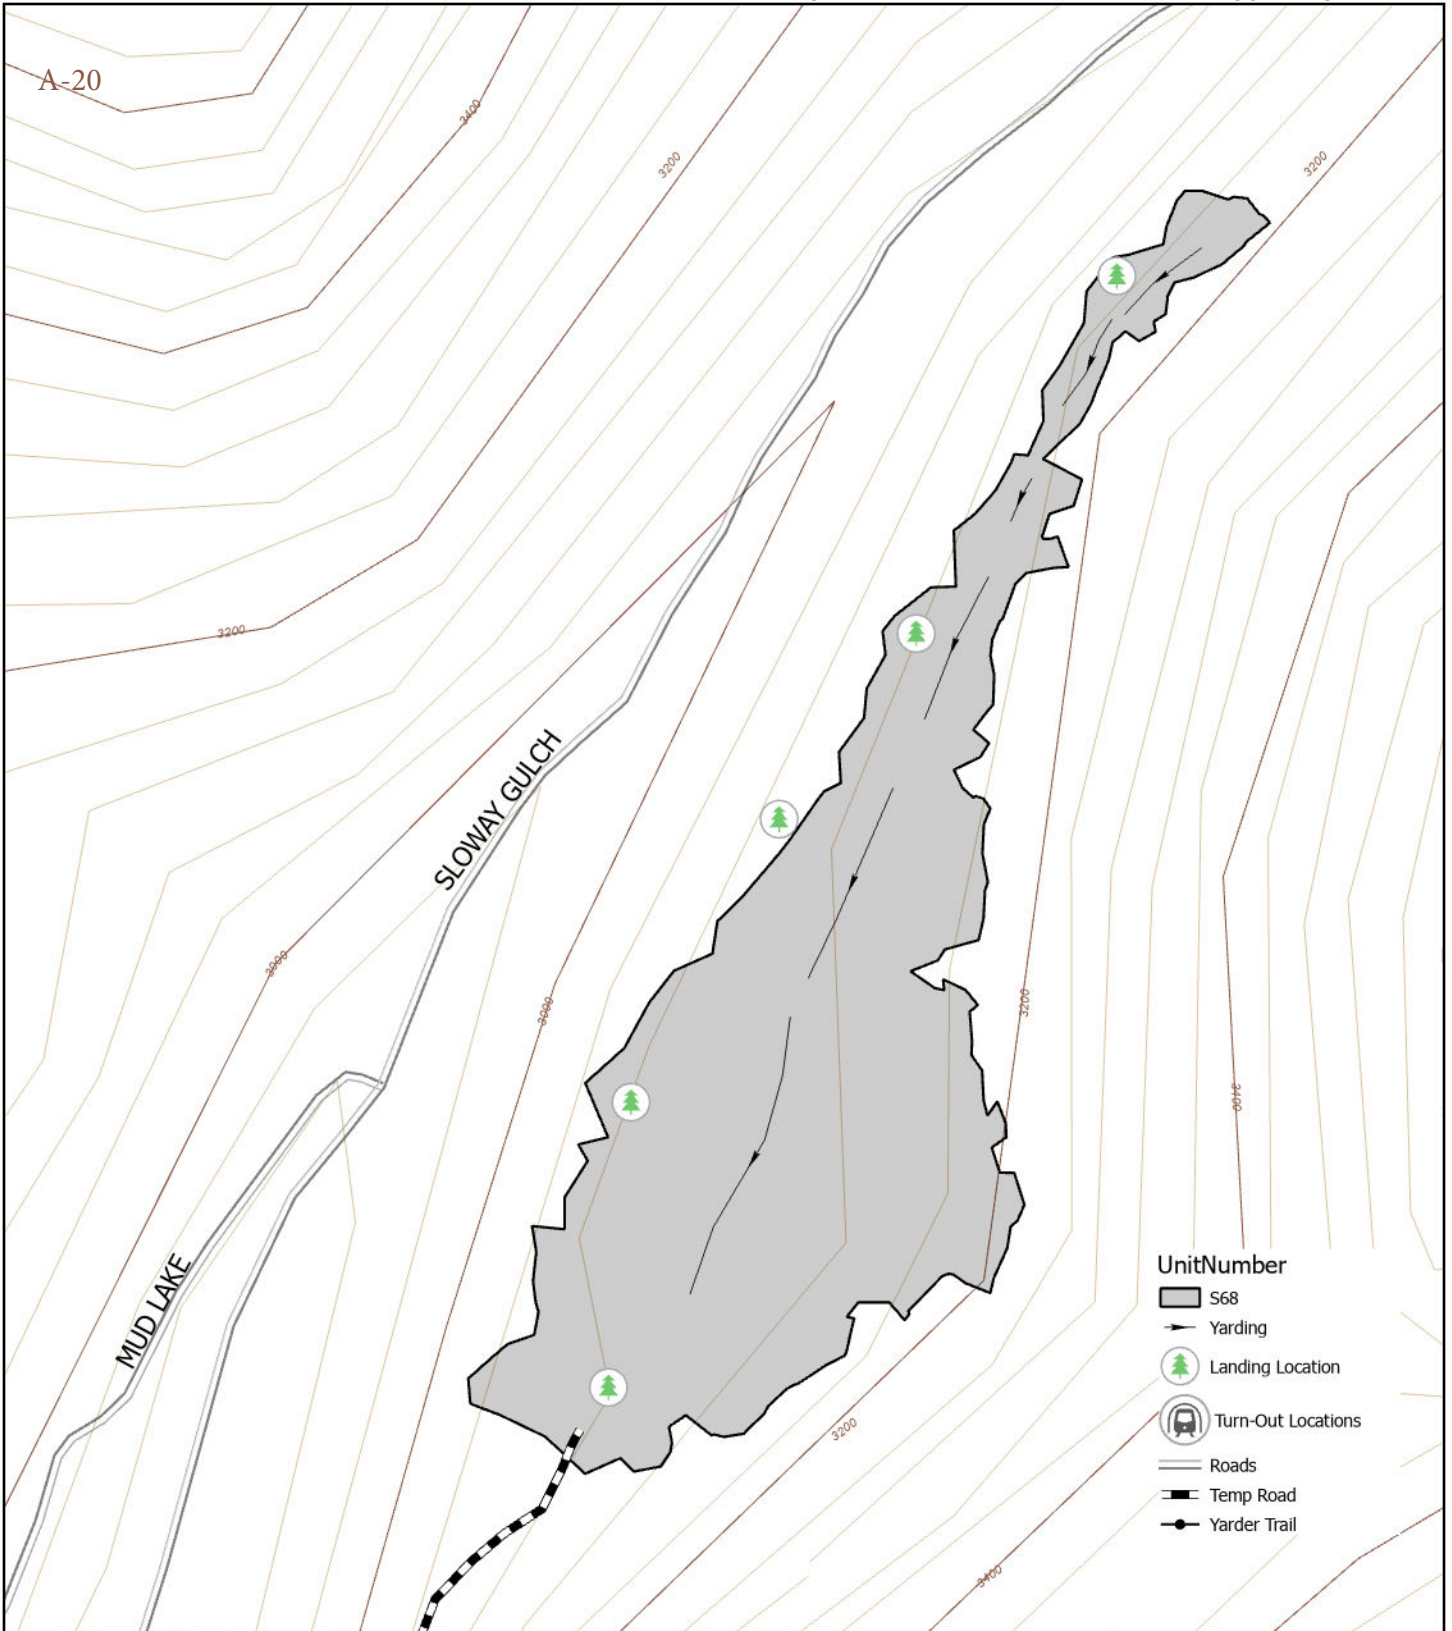 A-20
3400
3200
3200
3200
SLOWAY GULCH
3000
3000
3200
3400
MUD LAKE
3200
3400
UnitNumber
S68
Yarding
Landing Location
Turn-Out Locations
Roads
Temp Road
Yarder Trail